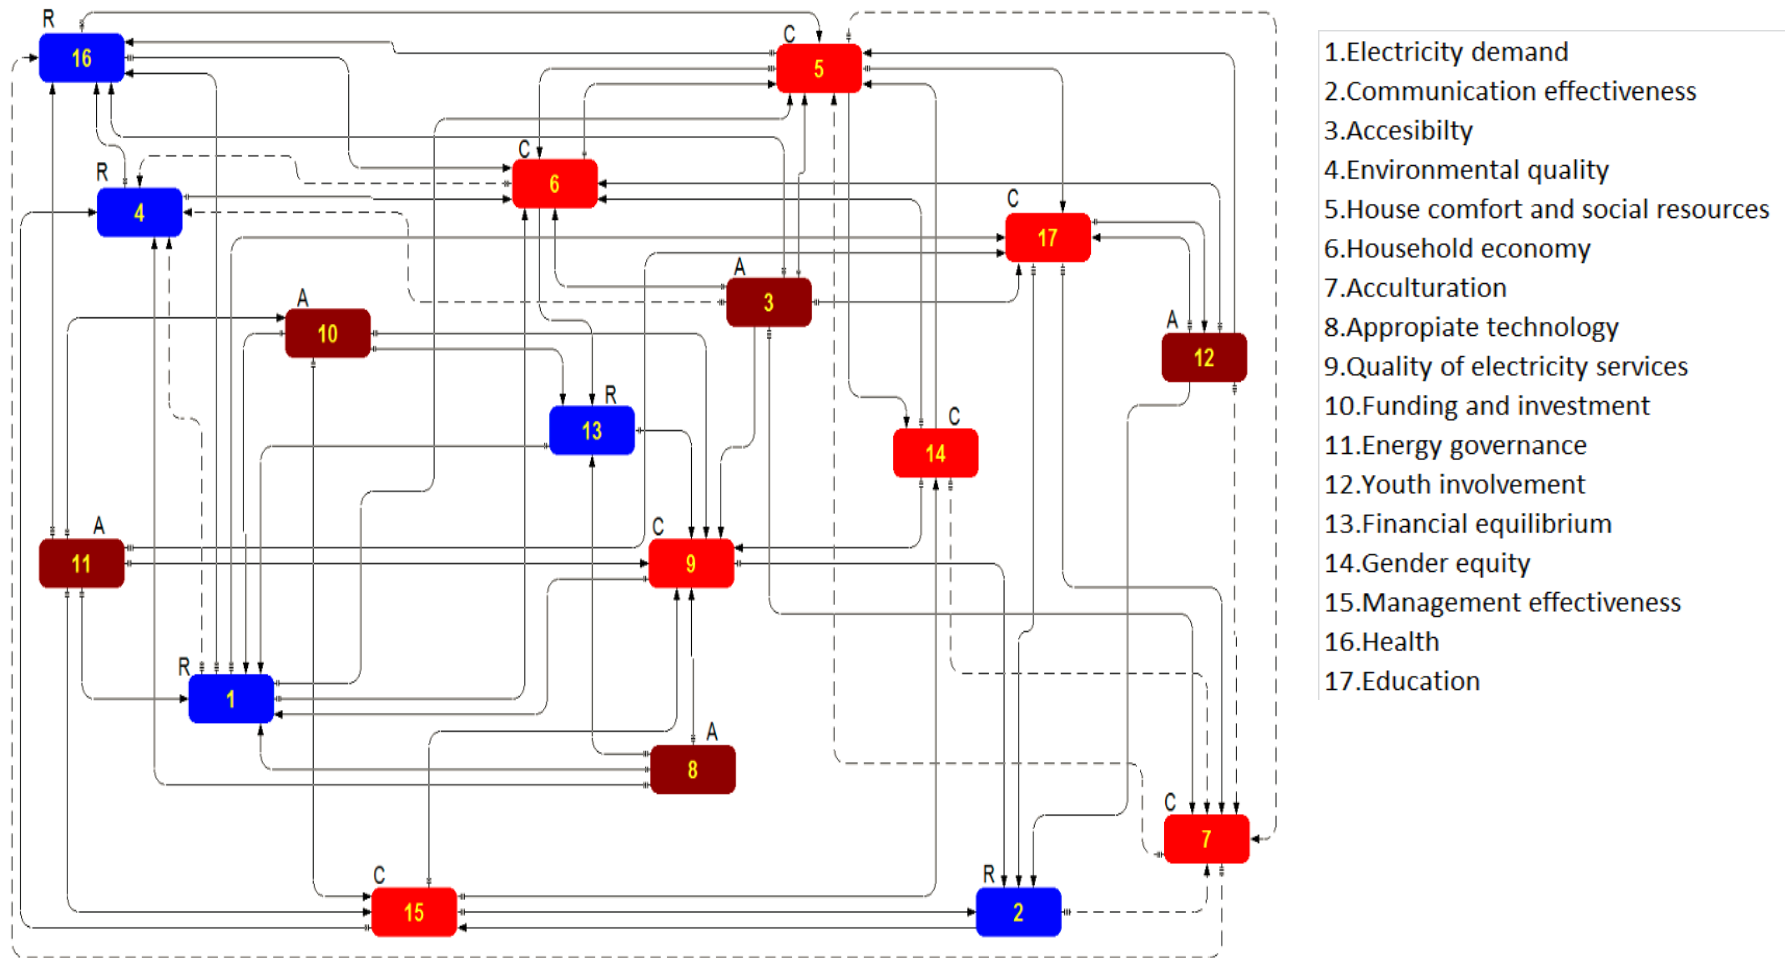 R
16
C
5
C
6
R
4
C
17
A
3
A
10
A
12
R
13
C
14
A
11
C
9
R
1
A
8
C
7
C
15
R
2
1.Electricity demand
2.Communication effectiveness
3.Accesibilty
4.Environmental quality
5.House comfort and social resources
6.Household economy
7.Acculturation
8.Appropiate technology
9.Quality of electricity services
10.Funding and investment
11.Energy governance
12.Youth involvement
13.Financial equilibrium
14.Gender equity
15.Management effectiveness
16.Health
17.Education